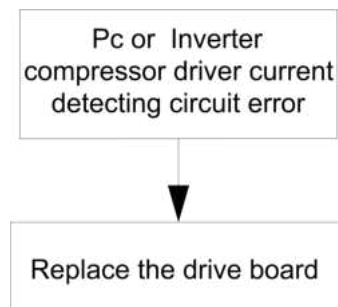 Pc or Inverter
compressor driver current
detecting circuit error
Replace the drive board